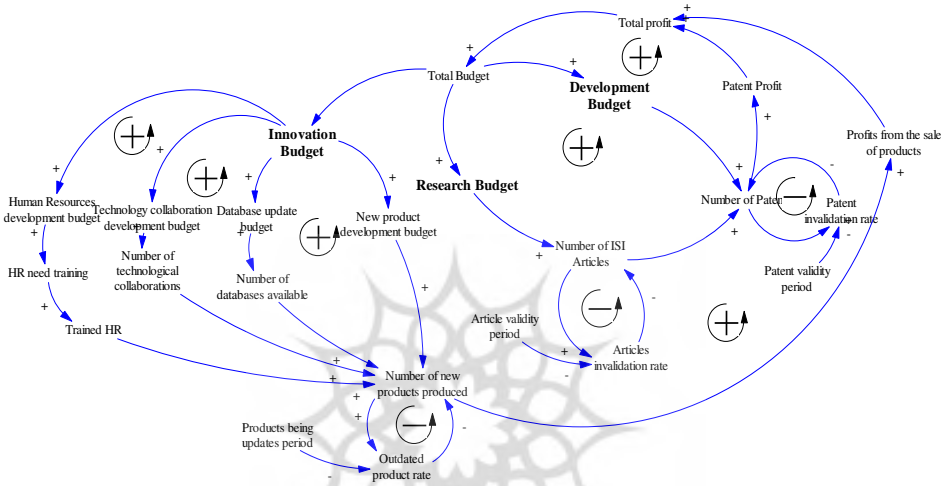 Total profit
Total Budget
Development
Budget
Patent Profit
Innovation
Budget
Profits from the sale
of products
Research Budget
Human Resources
development budget
Technology collaboration
development budget
Database update
budget
New product
development budget
Number of Paten
Patent
invalidation rate
Number of ISI
Articles
HR need training
Number of
technological
collaborations
Number of
databases available
Patent validity
period
Trained HR
Article validity
period
Articles
invalidation rate
Number of new
products produced
Products being
updates period
Outdated
product rate